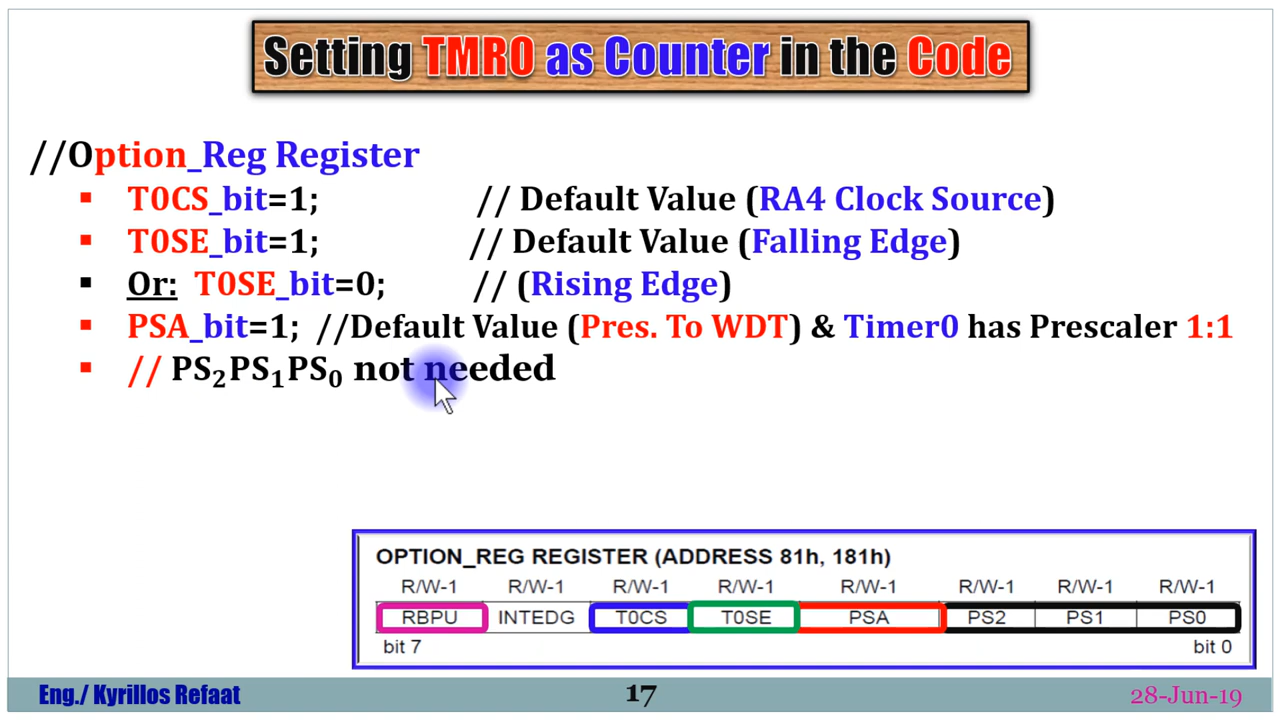 Setting TMRO as Counter in the Code
//Option_Reg Register
▪ T0CS_bit=1; // Default Value (RA4 Clock Source)
▪ T0SE_bit=1; // Default Value (Falling Edge)
▪ Or: T0SE_bit=0; // (Rising Edge)
▪ PSA_bit=1; //Default Value (Pres. To WDT) & Timer0 has Prescaler 1:1
▪ // PS₂PS₁PS₀ not needed
OPTION_REG REGISTER (ADDRESS 81h, 181h)
R/W-1 R/W-1 R/W-1 R/W-1 R/W-1 R/W-1 R/W-1 R/W-1
RBPU INTEDG T0CS T0SE PSA PS2 PS1 PS0
bit 7 bit 0
Eng./ Kyrillos Refaat 17 28-Jun-19